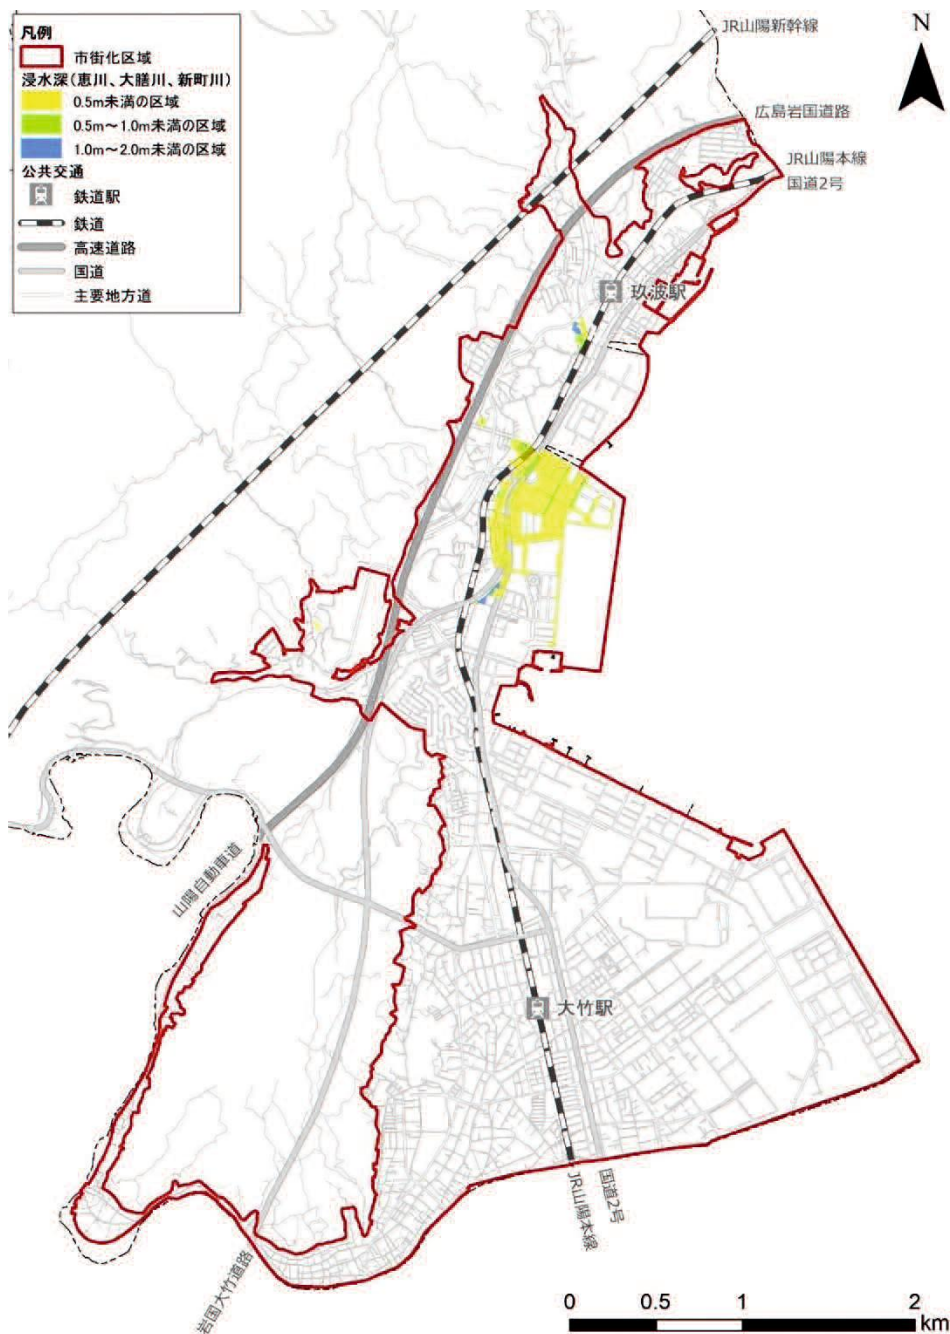 凡例
市街化区域
浸水深(恵川、大膳川、新町川)
0.5m未満の区域
0.5m～1.0m未満の区域
1.0m～2.0m未満の区域
公共交通
鉄道駅
鉄道
高速道路
国道
主要地方道
JR山陽新幹線
N
広島岩国道路
JR山陽本線
国道2号
玖波駅
山陽自動車道
大竹駅
JR山陽本線
国道2号
岩国大竹道路
0 0.5 1 2
km